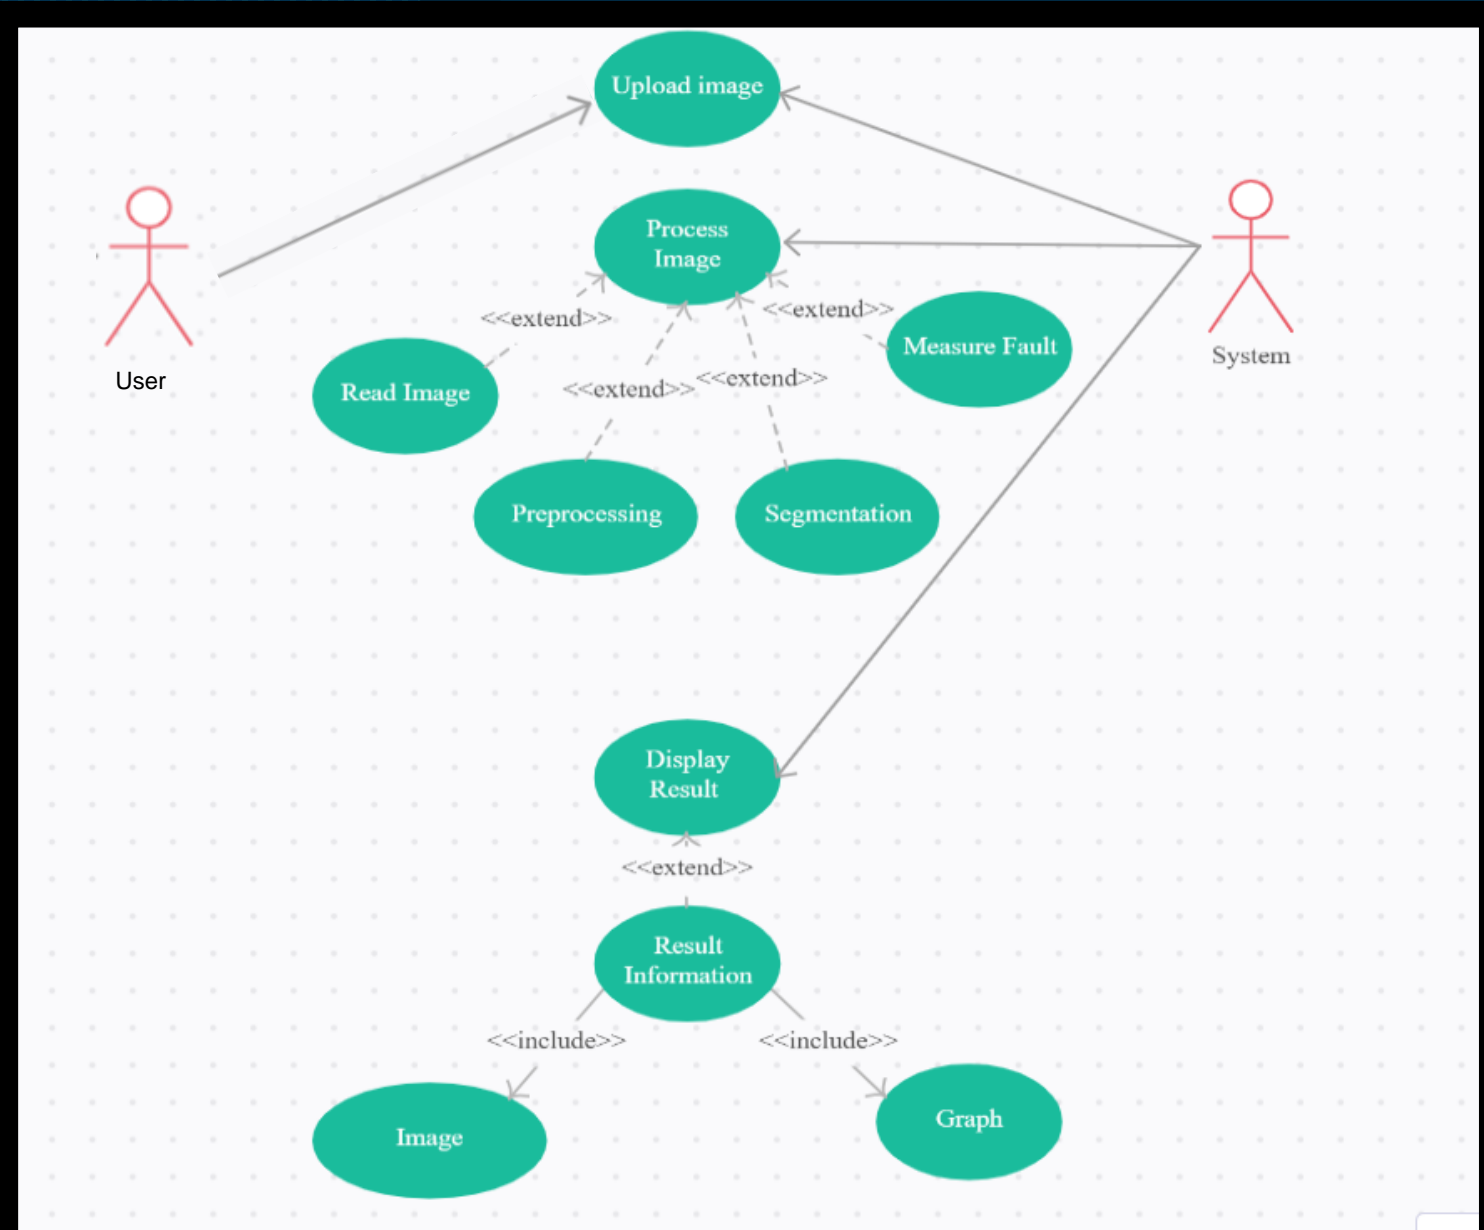 Upload image
Process
Image
<<extend>>
<<extend>>
Measure Fault
System
User
Read Image
<<extend>>
<<extend>>
Preprocessing
Segmentation
Display
Result
<<extend>>
Result
Information
<<include>>
<<include>>
Image
Graph